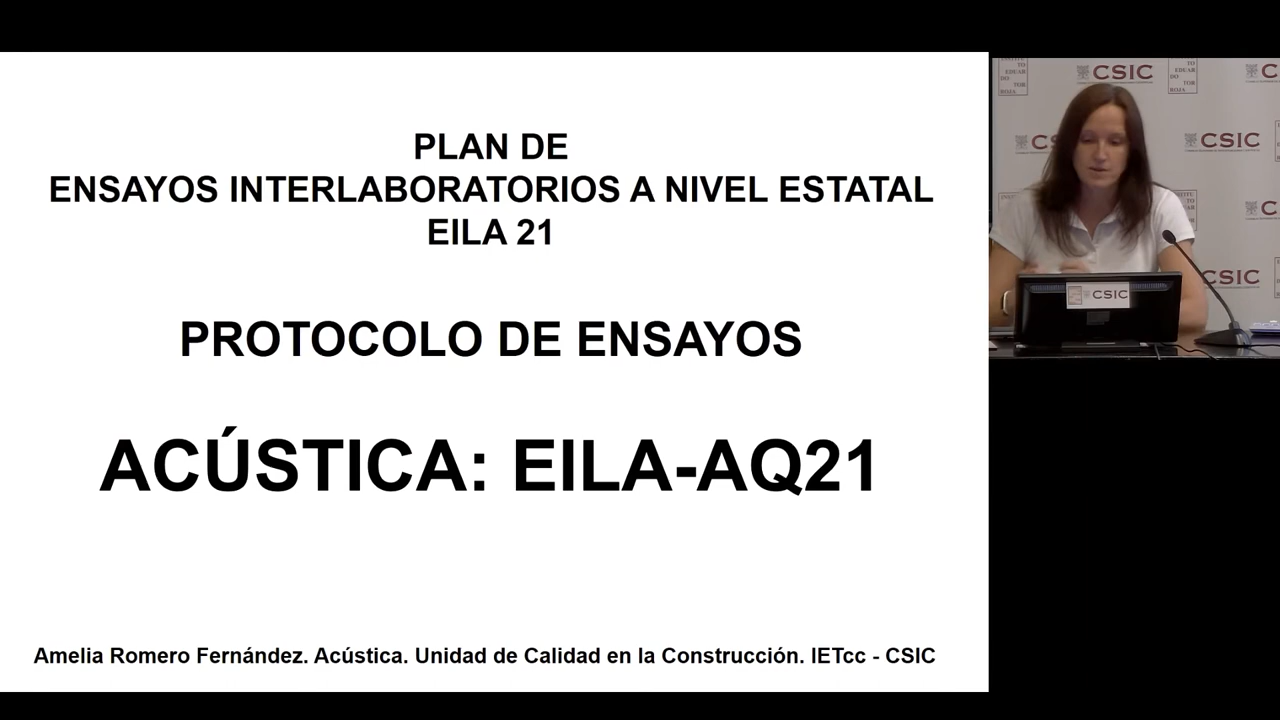 PLAN DE
ENSAYOS INTERLABORATORIOS A NIVEL ESTATAL
EILA 21
PROTOCOLO DE ENSAYOS
ACÚSTICA: EILA-AQ21
Amelia Romero Fernández. Acústica. Unidad de Calidad en la Construcción. IETcc - CSIC
CSIC
CSIC
CSIC
CSIC